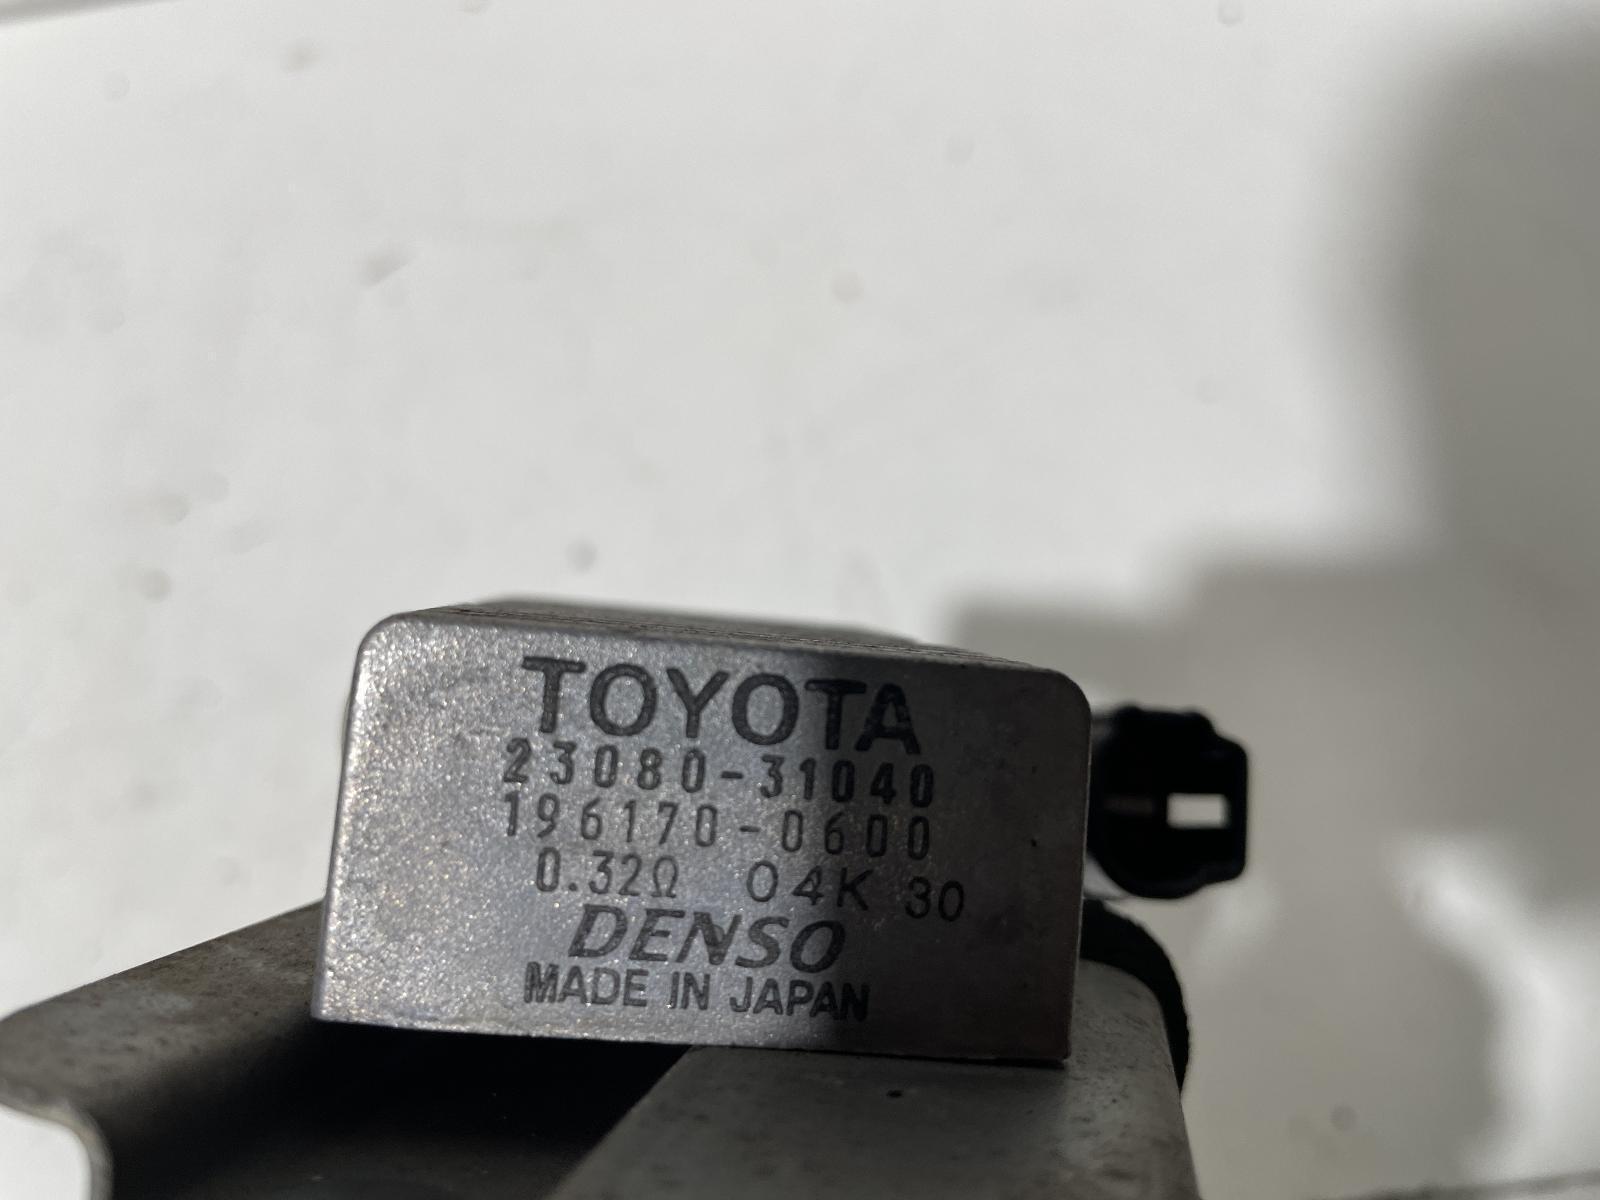 TOYOTA
23080-31040
196170-0600
0.32Ω 04K 30
DENSO
MADE IN JAPAN